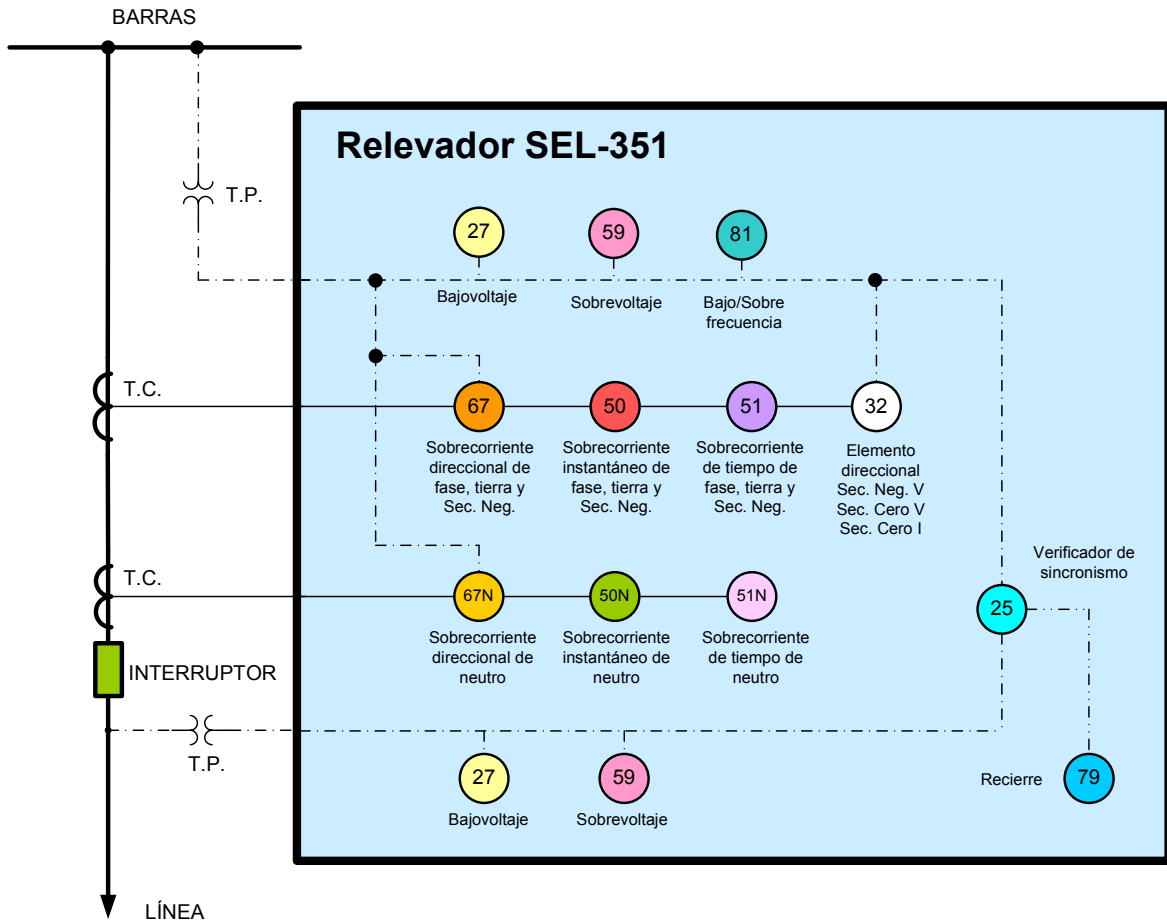 BARRAS
Relevador SEL-351
T.P.
27
59
81
Bajovoltaje
Sobrevoltaje
Bajo/Sobre
frecuencia
T.C.
67
50
51
32
Sobrecorriente
direccional de
fase, tierra y
Sec. Neg.
Sobrecorriente
instantáneo de
fase, tierra y
Sec. Neg.
Sobrecorriente
de tiempo de
fase, tierra y
Sec. Neg.
Elemento
direccional
Sec. Neg. V
Sec. Cero V
Sec. Cero I
T.C.
67N
50N
51N
Sobrecorriente
direccional de
neutro
Sobrecorriente
instantáneo de
neutro
Sobrecorriente
de tiempo de
neutro
Verificador de
sincronismo
25
INTERRUPTOR
T.P.
27
59
Bajovoltaje
Sobrevoltaje
Recierre
79
LÍNEA